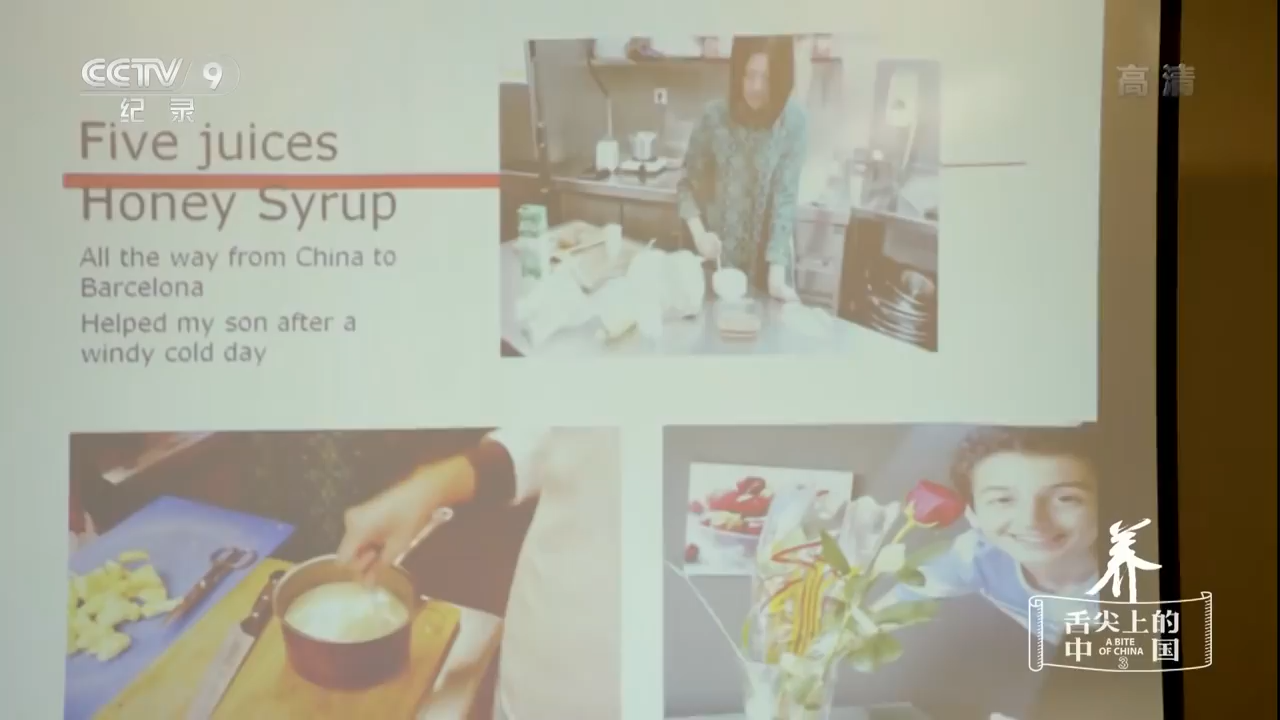 CCTV 9
纪录
高清
Five juices
Honey Syrup
All the way from China to
Barcelona
Helped my son after a
windy cold day
养
舌尖上的
中国
A BITE
OF CHINA
3